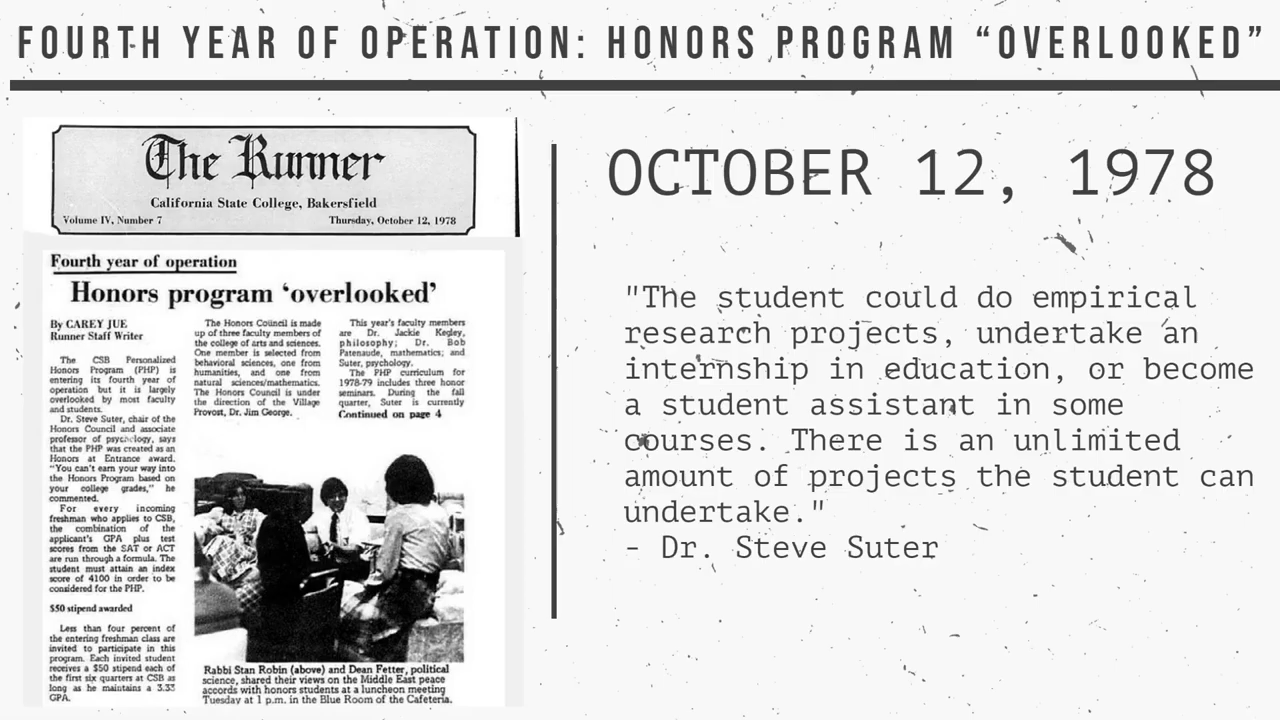 FOURTH YEAR OF OPERATION: HONORS PROGRAM “OVERLOOKED”
The Runner
California State College, Bakersfield
Volume IV, Number 7 Thursday, October 12, 1978
Fourth year of operation
Honors program ‘overlooked’
By CAREY JUE
Runner Staff Writer
The CSB Personalized
Honors Program (PHP) is
entering its fourth year of
operation but it is largely
overlooked by most faculty
and students.
Dr. Steve Suter, chair of the
Honors Council and associate
professor of psychology, says
that the PHP was created as an
Honors at Entrance award.
“You can’t earn your way into
the Honors Program based on
your college grades,” he
commented.
For every incoming
freshman who applies to CSB,
the combination of the
applicant’s GPA plus test
scores from the SAT or ACT
are run through a formula. The
student must attain an index
score of 4100 in order to be
considered for the PHP.
$50 stipend awarded
Less than four percent of
the entering freshman class are
invited to participate in this
program. Each invited student
receives a $50 stipend each of
the first six quarters at CSB as
long as he maintains a 3.33
GPA.
The Honors Council is made
up of three faculty members of
the college of arts and sciences.
One member is selected from
behavioral sciences, one from
humanities, and one from
natural sciences/mathematics.
The Honors Council is under
the direction of the Village
Provost, Dr. Jim George.
This year’s faculty members
are Dr. Jackie Kegley,
philosophy; Dr. Bob
Patenaude, mathematics; and
Suter, psychology.
The PHP curriculum for
1978-79 includes three honor
seminars. During the fall
quarter, Suter is currently
Continued on page 4
Rabbi Stan Robin (above) and Dean Fetter, political
science, shared their views on the Middle East peace
accords with honors students at a luncheon meeting
Tuesday at 1 p.m. in the Blue Room of the Cafeteria.
OCTOBER 12, 1978
"The student could do empirical
research projects, undertake an
internship in education, or become
a student assistant in some
courses. There is an unlimited
amount of projects the student can
undertake."
- Dr. Steve Suter